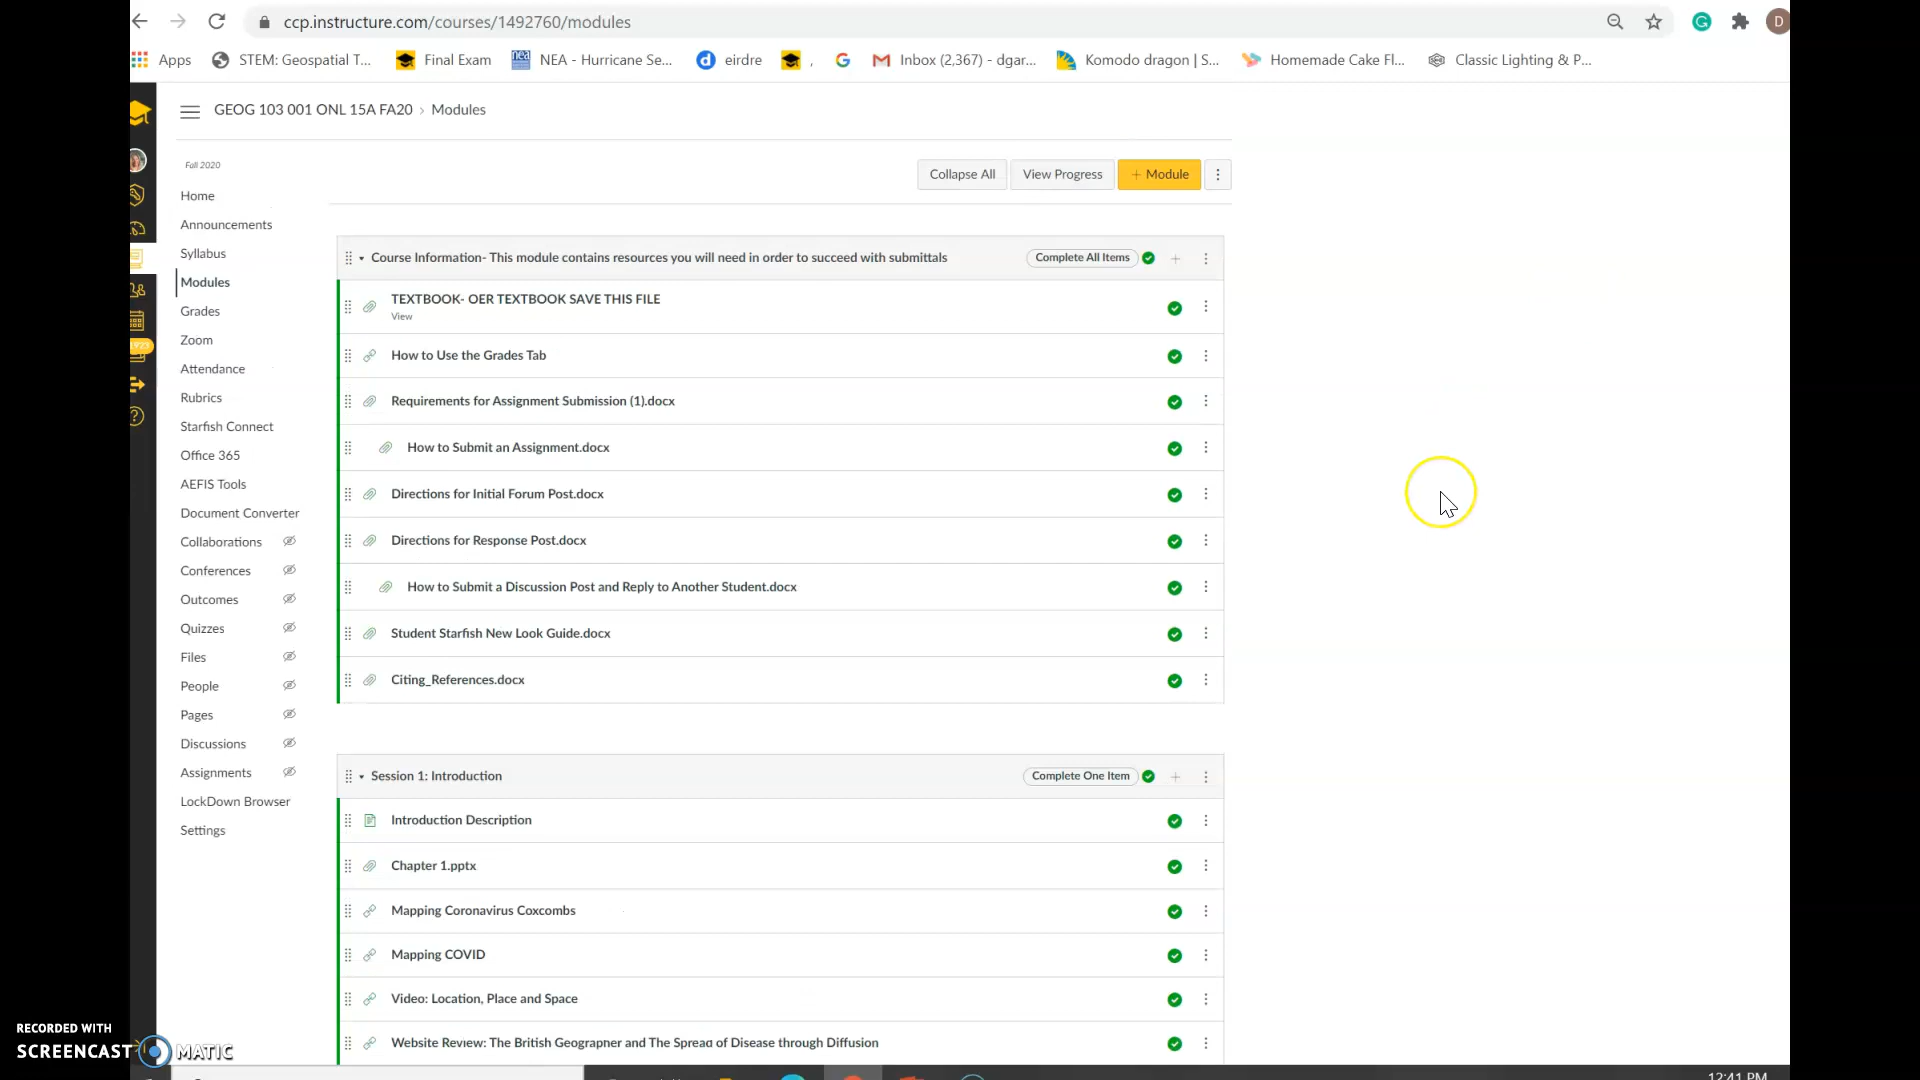 ccp.instructure.com/courses/1492760/modules
D
Apps
STEM: Geospatial T...
Final Exam
nea
NEA - Hurricane Se...
d
eirdre
.
G
Inbox (2,367) - dgar...
Komodo dragon | S...
Homemade Cake Fl...
Classic Lighting & P...
GEOG 103 001 ONL 15A FA20 › Modules
Fall 2020
Collapse All
View Progress
+ Module
Home
Announcements
Syllabus
Modules
Grades
Zoom
Attendance
Rubrics
Starfish Connect
Office 365
AEFIS Tools
Document Converter
Collaborations
Conferences
Outcomes
Quizzes
Files
People
Pages
Discussions
Assignments
LockDown Browser
Settings
Course Information- This module contains resources you will need in order to succeed with submittals
Complete All Items
TEXTBOOK- OER TEXTBOOK SAVE THIS FILE
View
How to Use the Grades Tab
Requirements for Assignment Submission (1).docx
How to Submit an Assignment.docx
Directions for Initial Forum Post.docx
Directions for Response Post.docx
How to Submit a Discussion Post and Reply to Another Student.docx
Student Starfish New Look Guide.docx
Citing_References.docx
Session 1: Introduction
Complete One Item
Introduction Description
Chapter 1.pptx
Mapping Coronavirus Coxcombs
Mapping COVID
Video: Location, Place and Space
Website Review: The British Geographer and The Spread of Disease through Diffusion
RECORDED WITH
SCREENCAST MATIC
12:41 PM